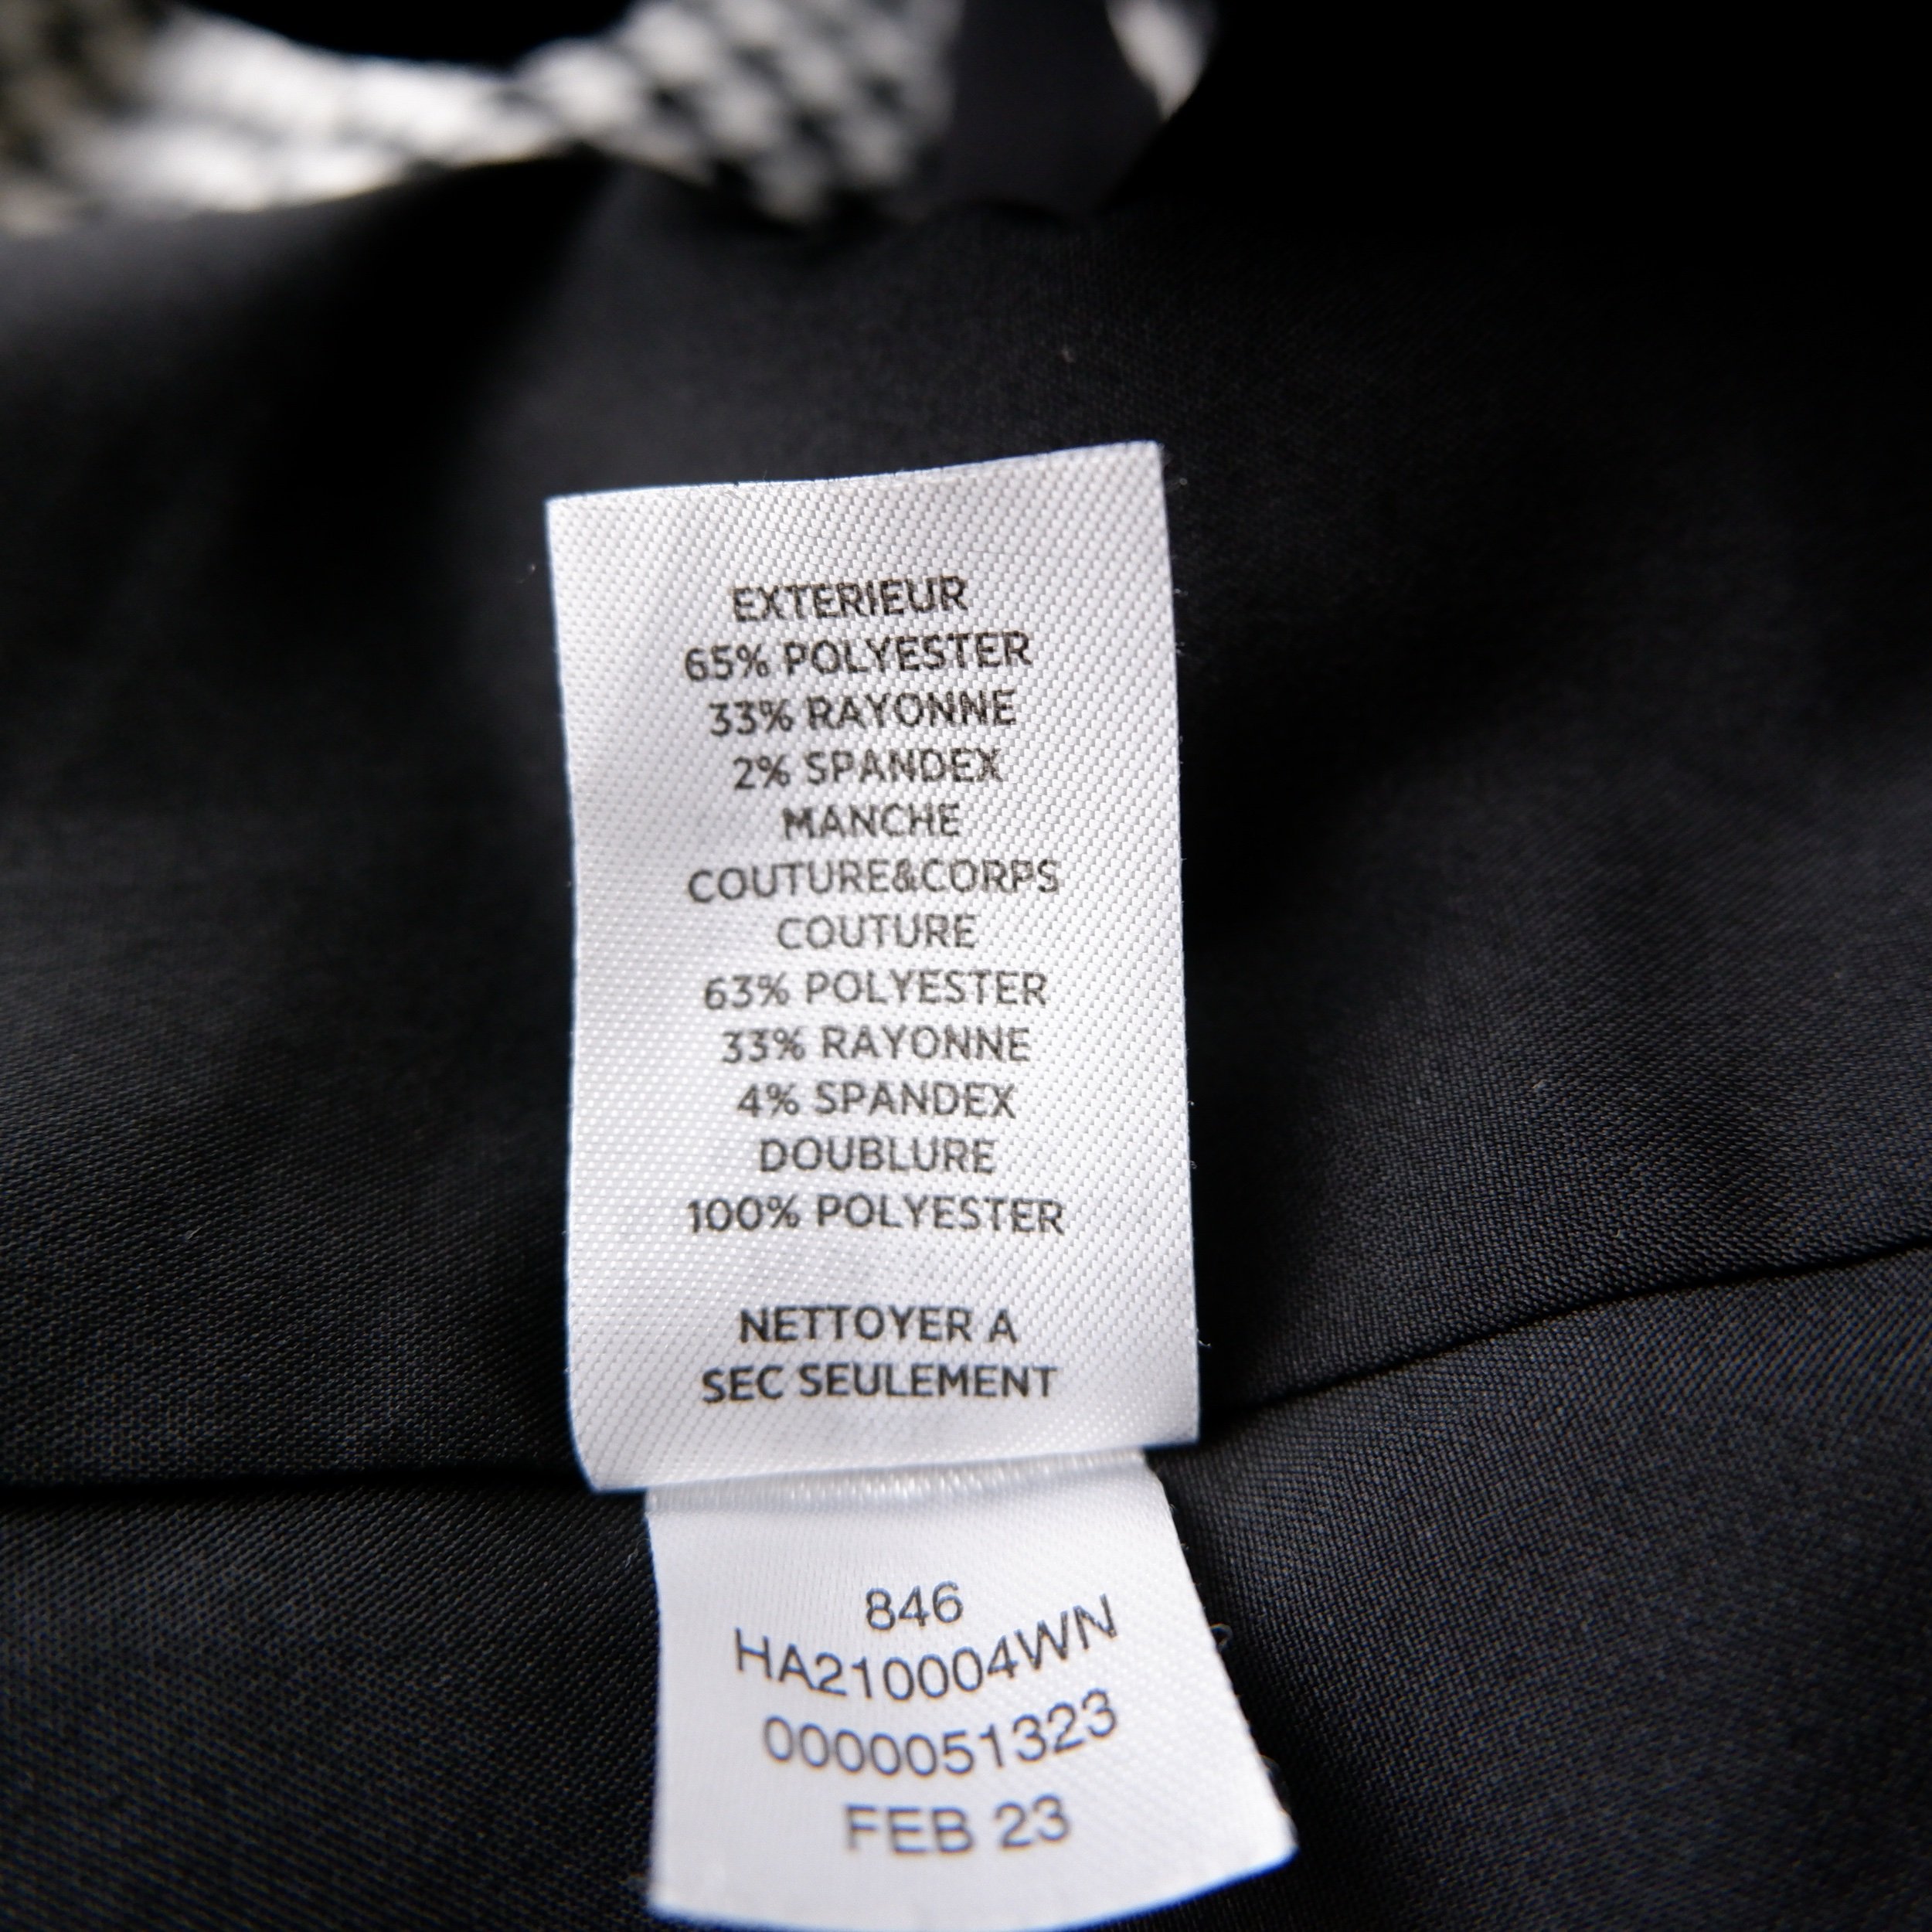 EXTERIEUR
65% POLYESTER
33% RAYONNE
2% SPANDEX
MANCHE
COUTURE&CORPS
COUTURE
63% POLYESTER
33% RAYONNE
4% SPANDEX
DOUBLURE
100% POLYESTER
NETTOYER A
SEC SEULEMENT
846
HA210004WN
0000051323
FEB 23